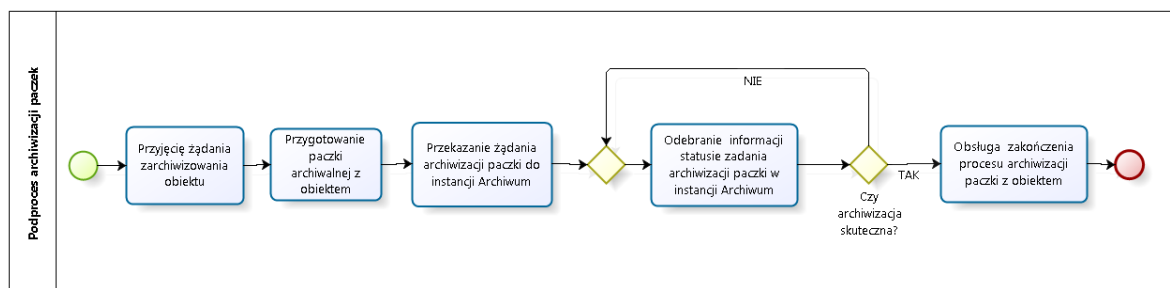 Podproces archiwizacji paczek
Przyjęcię żądania
zarchiwizowania
obiektu
Przygotowanie
paczki
archiwalnej z
obiektem
Przekazanie żądania
archiwizacji paczki do
instancji Archiwum
NIE
Odebranie informacji
statusie zadania
archiwizacji paczki w
instancji Archiwum
Czy
archiwizacja
skuteczna?
TAK
Obsługa zakończenia
procesu archiwizacji
paczki z obiektem